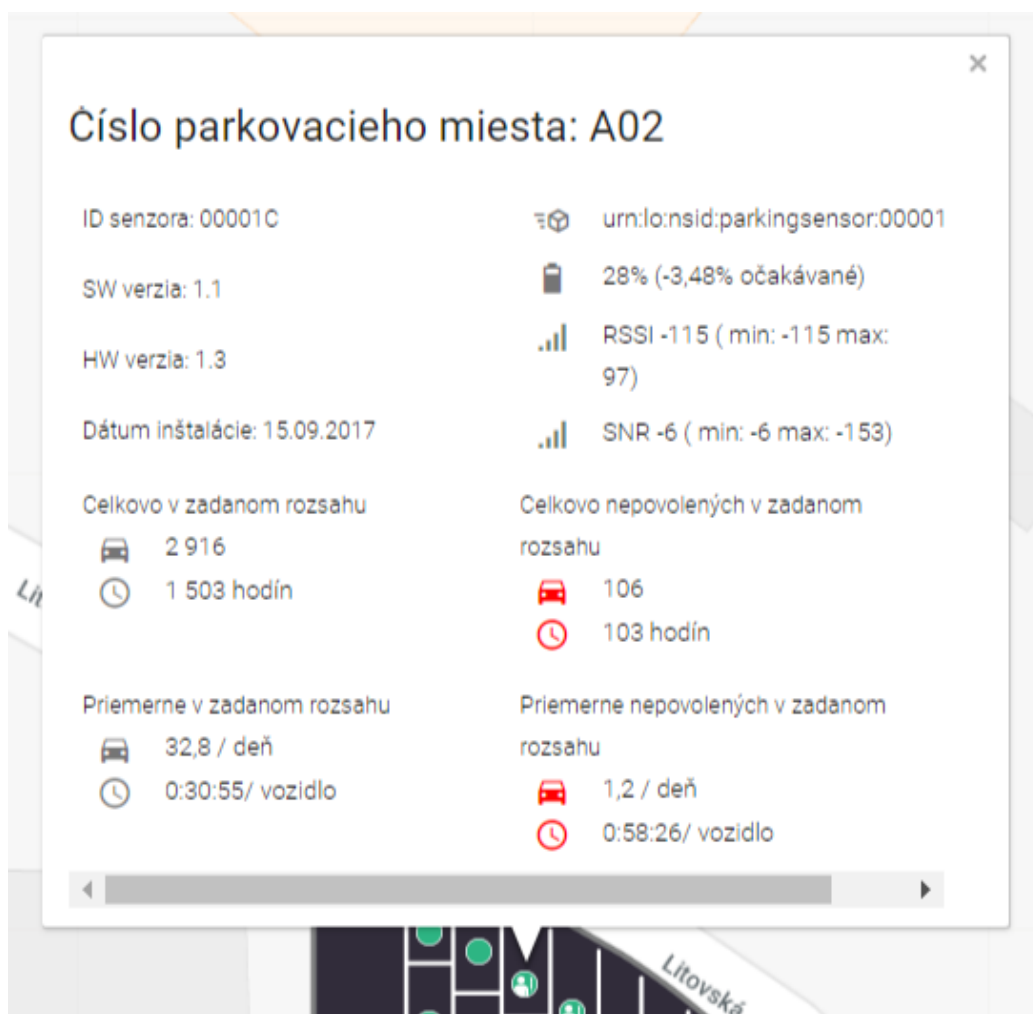 Číslo parkovacieho miesta: A02
ID senzora: 00001C
urn:lo:nsid:parkingsensor:00001
SW verzia: 1.1
28% (-3,48% očakávané)
HW verzia: 1.3
RSSI -115 ( min: -115 max:
97)
Dátum inštalácie: 15.09.2017
SNR -6 ( min: -6 max: -153)
Celkovo v zadanom rozsahu
2 916
1 503 hodín
Celkovo nepovolených v zadanom
rozsahu
106
103 hodín
Priemerne v zadanom rozsahu
32,8 / deň
0:30:55/ vozidlo
Priemerne nepovolených v zadanom
rozsahu
1,2 / deň
0:58:26/ vozidlo
Lit
Litovská